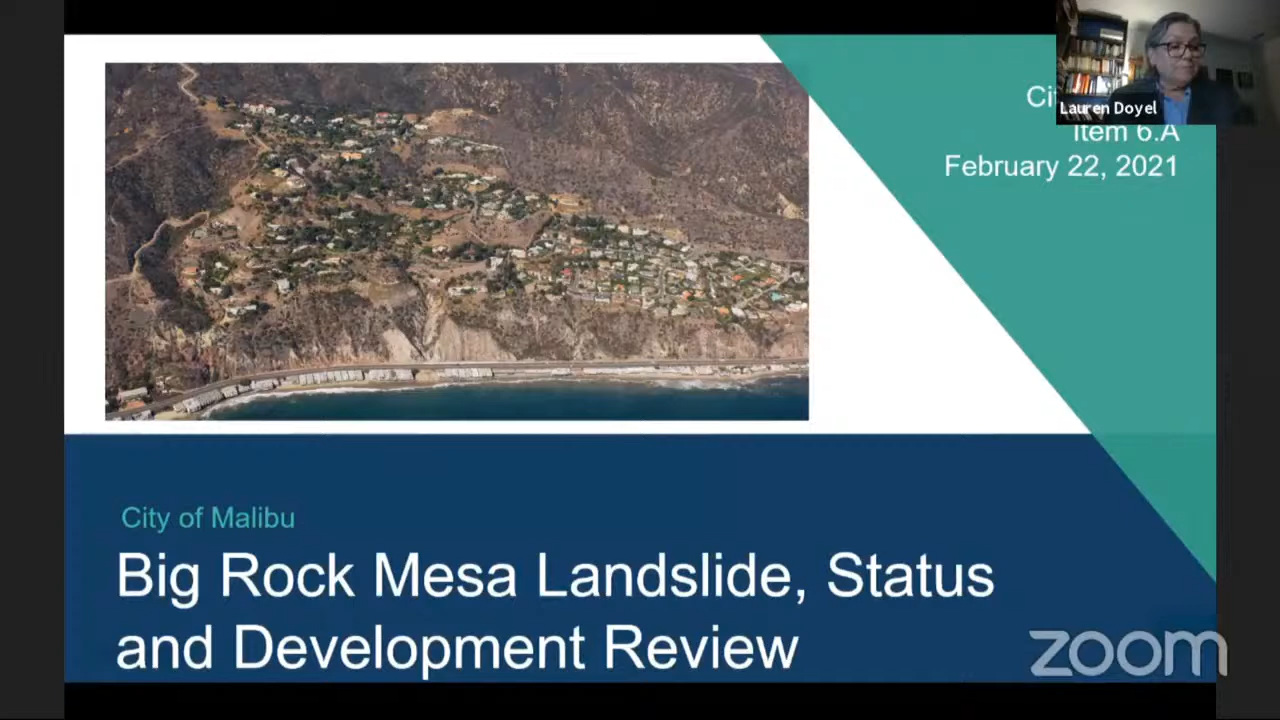 Lauren Doyel
Item 6.A
February 22, 2021
City of Malibu
Big Rock Mesa Landslide, Status
and Development Review
zoom